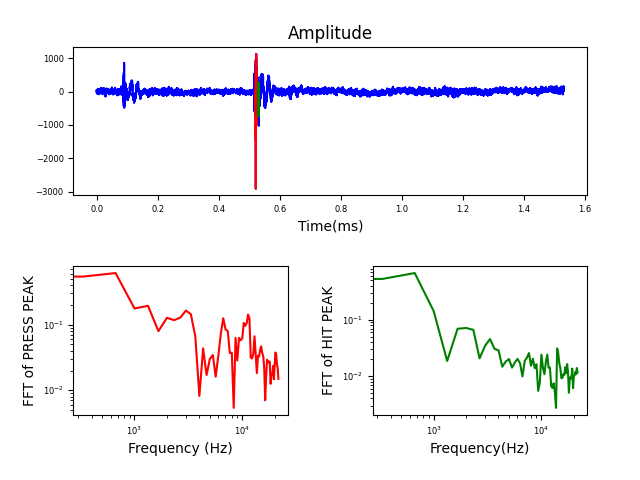 Amplitude
1000
0
−1000
−2000
−3000
0.0 0.2 0.4 0.6 0.8 1.0 1.2 1.4 1.6
Time(ms)
FFT of PRESS PEAK
10⁻¹
10⁻²
10³ 10⁴
Frequency (Hz)
FFT of HIT PEAK
10⁻¹
10⁻²
10³ 10⁴
Frequency(Hz)